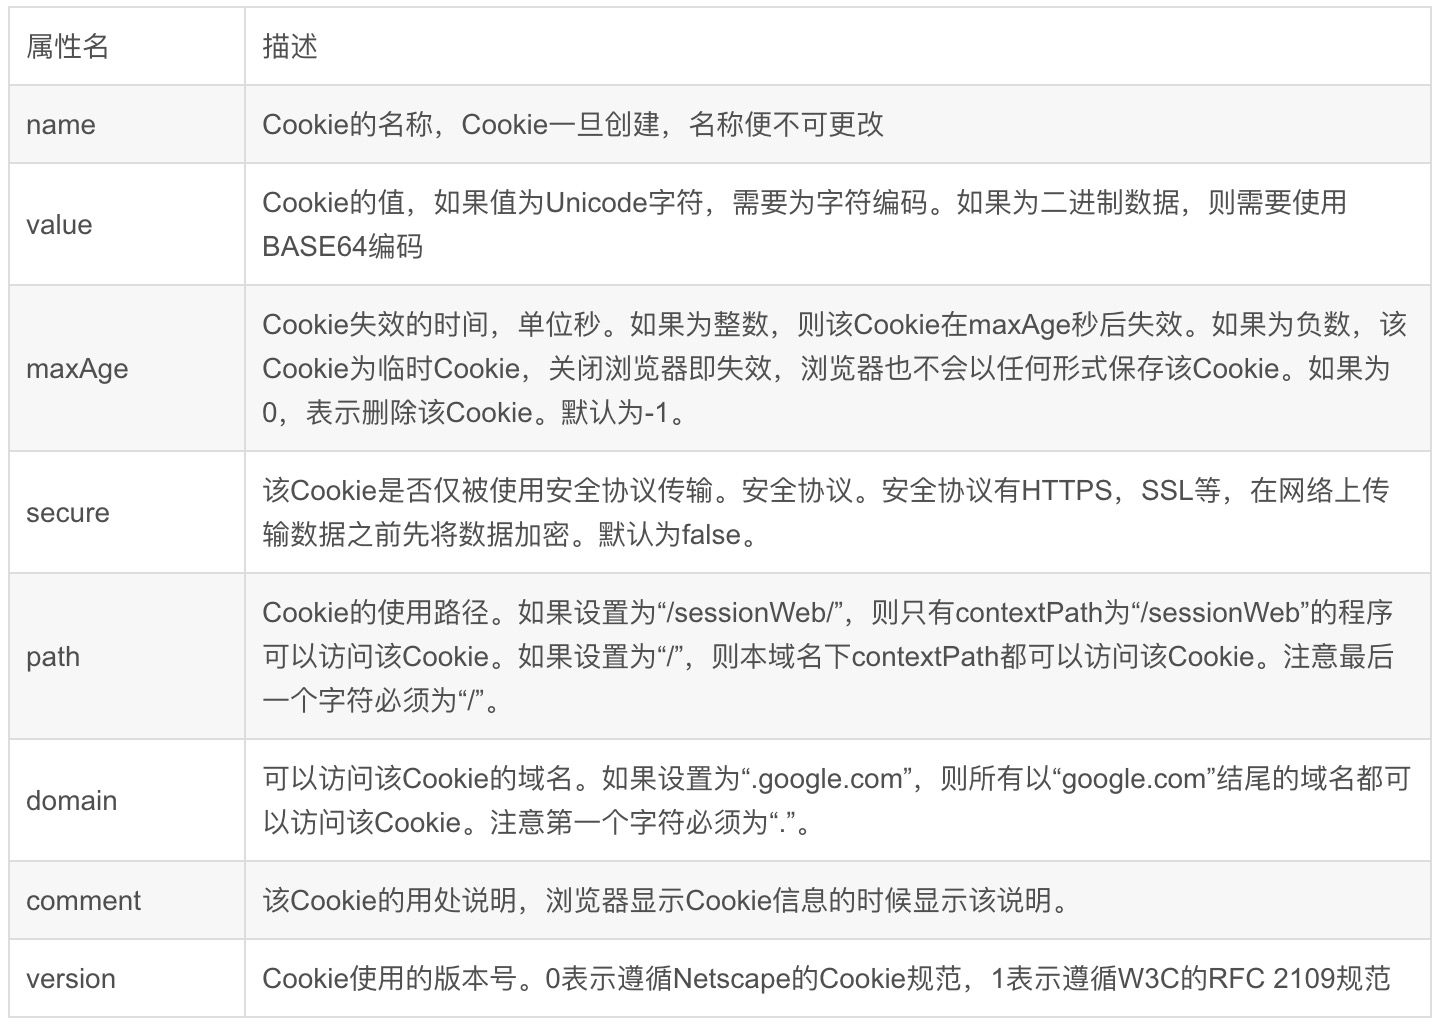 属性名
描述
name
Cookie的名称，Cookie一旦创建，名称便不可更改
value
Cookie的值，如果值为Unicode字符，需要为字符编码。如果为二进制数据，则需要使用
BASE64编码
maxAge
Cookie失效的时间，单位秒。如果为整数，则该Cookie在maxAge秒后失效。如果为负数，该
Cookie为临时Cookie，关闭浏览器即失效，浏览器也不会以任何形式保存该Cookie。如果为
0，表示删除该Cookie。默认为-1。
secure
该Cookie是否仅被使用安全协议传输。安全协议。安全协议有HTTPS，SSL等，在网络上传
输数据之前先将数据加密。默认为false。
path
Cookie的使用路径。如果设置为“/sessionWeb/”，则只有contextPath为“/sessionWeb”的程序
可以访问该Cookie。如果设置为“/”，则本域名下contextPath都可以访问该Cookie。注意最后
一个字符必须为“/”。
domain
可以访问该Cookie的域名。如果设置为“.google.com”，则所有以“google.com”结尾的域名都可
以访问该Cookie。注意第一个字符必须为“.”。
comment
该Cookie的用处说明，浏览器显示Cookie信息的时候显示该说明。
version
Cookie使用的版本号。0表示遵循Netscape的Cookie规范，1表示遵循W3C的RFC 2109规范